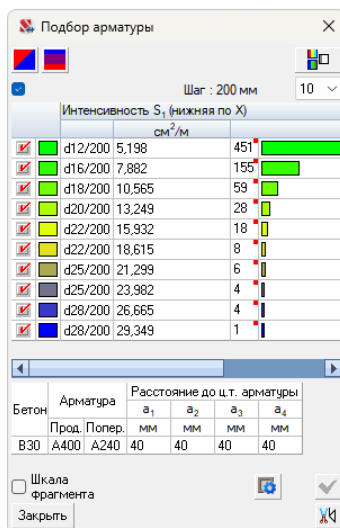 Подбор арматуры
Шаг : 200 мм 10
Интенсивность S1 (нижняя по X)
см2/м
d12/200 5,198 451
d16/200 7,882 155
d18/200 10,565 59
d20/200 13,249 28
d22/200 15,932 18
d22/200 18,615 8
d25/200 21,299 6
d25/200 23,982 4
d28/200 26,665 4
d28/200 29,349 1
Бетон Арматура Расстояние до ц.т. арматуры
a1 a2 a3 a4
Прод. Попер. мм мм мм мм
B30 A400 A240 40 40 40 40
Шкала
фрагмента
Закрыть